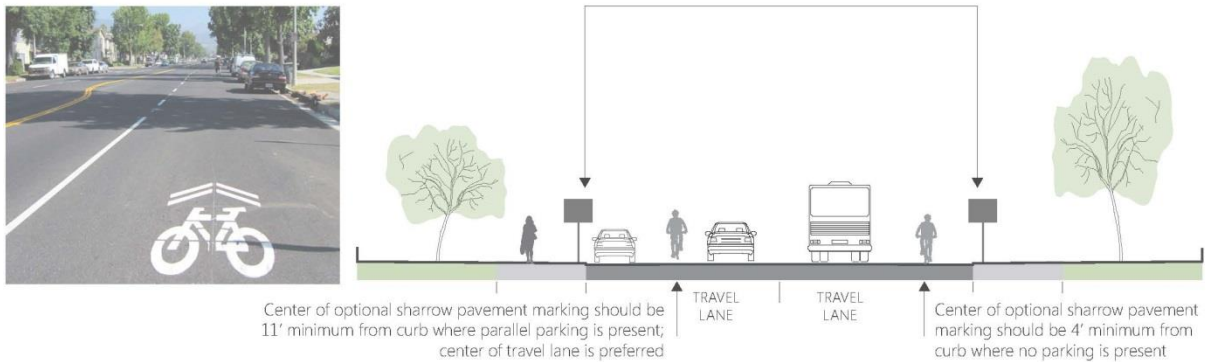 TRAVEL
LANE
TRAVEL
LANE
Center of optional sharrow pavement marking should be
11' minimum from curb where parallel parking is present;
center of travel lane is preferred
Center of optional sharrow pavement
marking should be 4' minimum from
curb where no parking is present